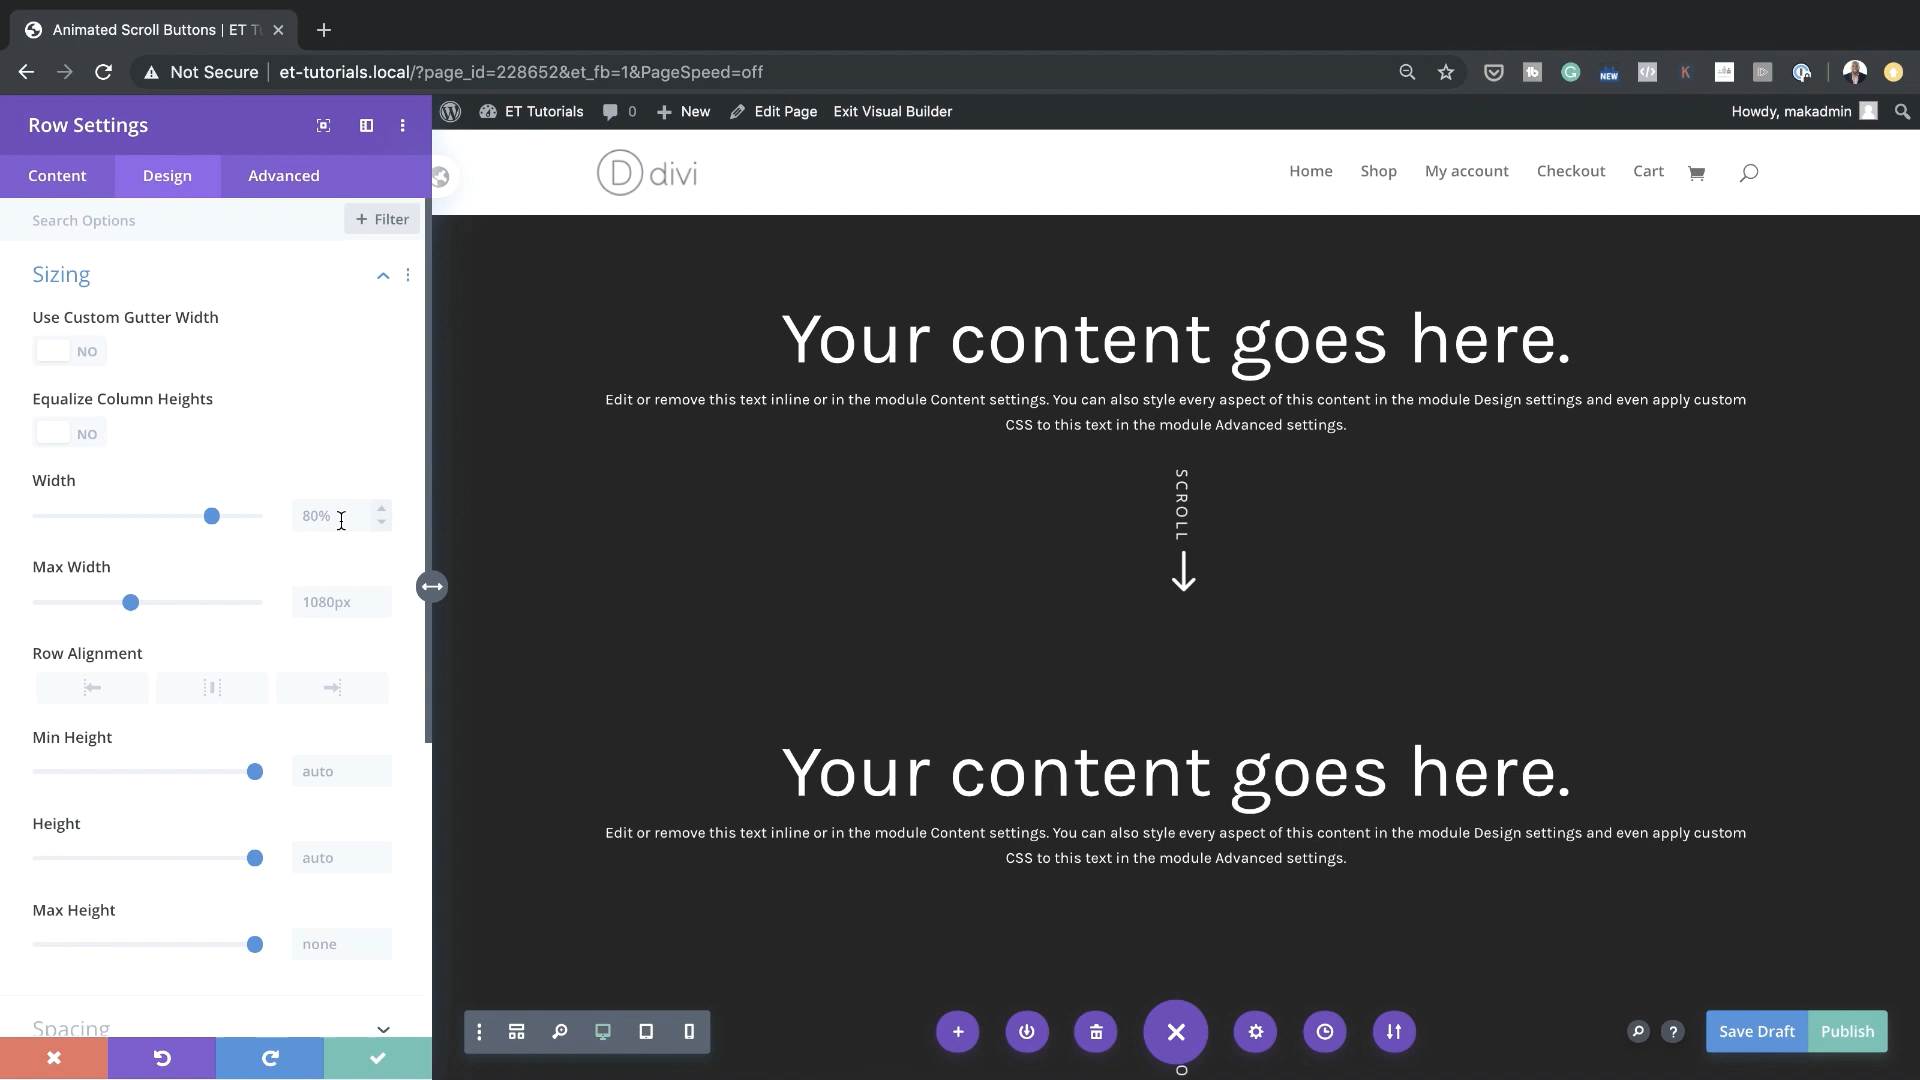 Animated Scroll Buttons | ET T
Not Secure
et-tutorials.local/?page_id=228652&et_fb=1&PageSpeed=off
NEW
K
ET Tutorials
0
New
Edit Page
Exit Visual Builder
Howdy, makadmin
Row Settings
Content
Design
Advanced
Search Options
+ Filter
Sizing
Use Custom Gutter Width
NO
Equalize Column Heights
NO
Width
80%
Max Width
1080px
Row Alignment
Min Height
auto
Height
auto
Max Height
none
Spacing
D divi
Home
Shop
My account
Checkout
Cart
Your content goes here.
Edit or remove this text inline or in the module Content settings. You can also style every aspect of this content in the module Design settings and even apply custom
CSS to this text in the module Advanced settings.
SCROLL
Your content goes here.
Edit or remove this text inline or in the module Content settings. You can also style every aspect of this content in the module Design settings and even apply custom
CSS to this text in the module Advanced settings.
?
Save Draft
Publish